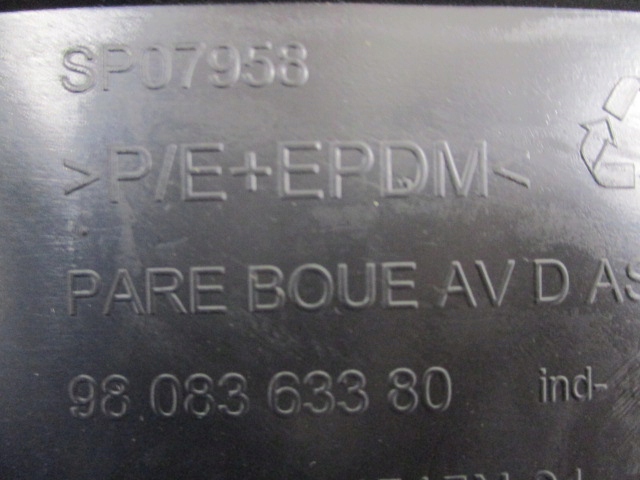 SP07958
>P/E+EPDM<
PARE BOUE AV D AS
98 083 633 80 ind-